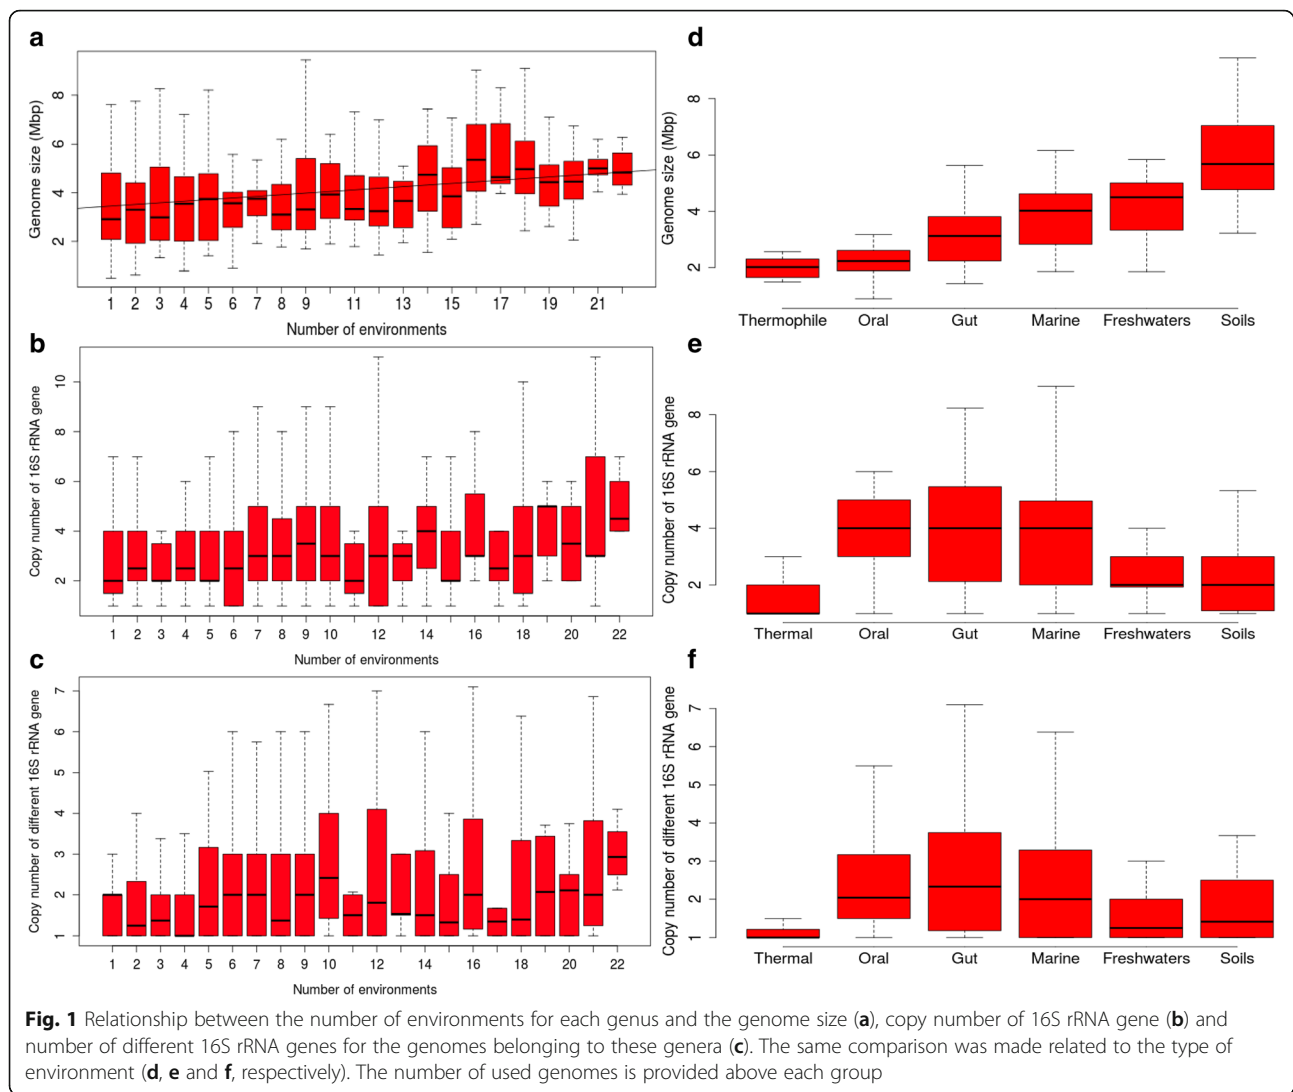 a
Genome size (Mbp)
8
6
4
2
1 2 3 4 5 6 7 8 9 11 13 15 17 19 21
Number of environments
d
Genome size (Mbp)
8
6
4
2
Thermophile Oral Gut Marine Freshwaters Soils
b
Copy number of 16S rRNA gene
10
8
6
4
2
1 2 3 4 5 6 7 8 9 10 12 14 16 18 20 22
Number of environments
e
Copy number of 16S rRNA gene
8
6
4
2
Thermal Oral Gut Marine Freshwaters Soils
c
Copy number of different 16S rRNA gene
7
6
5
4
3
2
1
1 2 3 4 5 6 7 8 9 10 12 14 16 18 20 22
Number of environments
f
Copy number of different 16S rRNA gene
7
6
5
4
3
2
1
Thermal Oral Gut Marine Freshwaters Soils
Fig. 1 Relationship between the number of environments for each genus and the genome size (a), copy number of 16S rRNA gene (b) and
number of different 16S rRNA genes for the genomes belonging to these genera (c). The same comparison was made related to the type of
environment (d, e and f, respectively). The number of used genomes is provided above each group